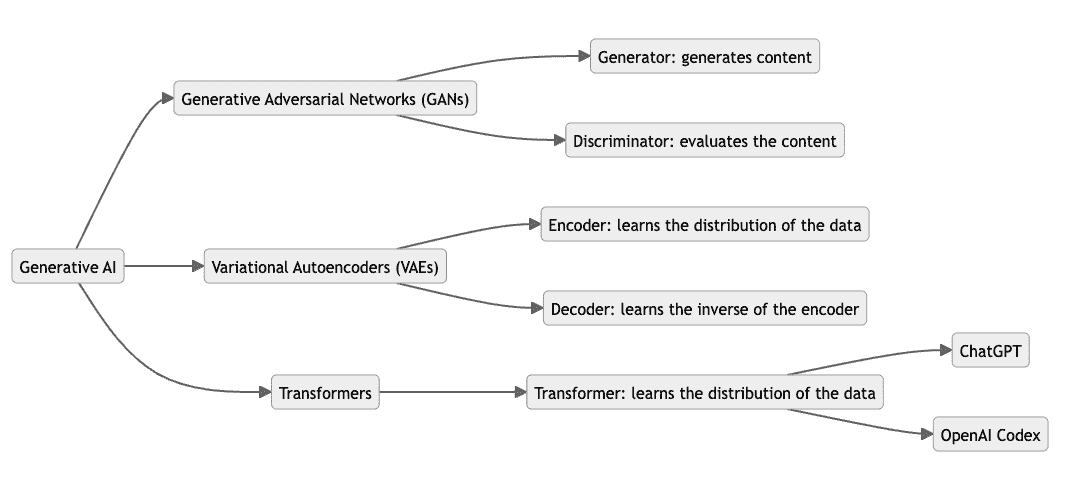 Generative AI
Generative Adversarial Networks (GANs)
Generator: generates content
Discriminator: evaluates the content
Variational Autoencoders (VAEs)
Encoder: learns the distribution of the data
Decoder: learns the inverse of the encoder
Transformers
Transformer: learns the distribution of the data
ChatGPT
OpenAI Codex